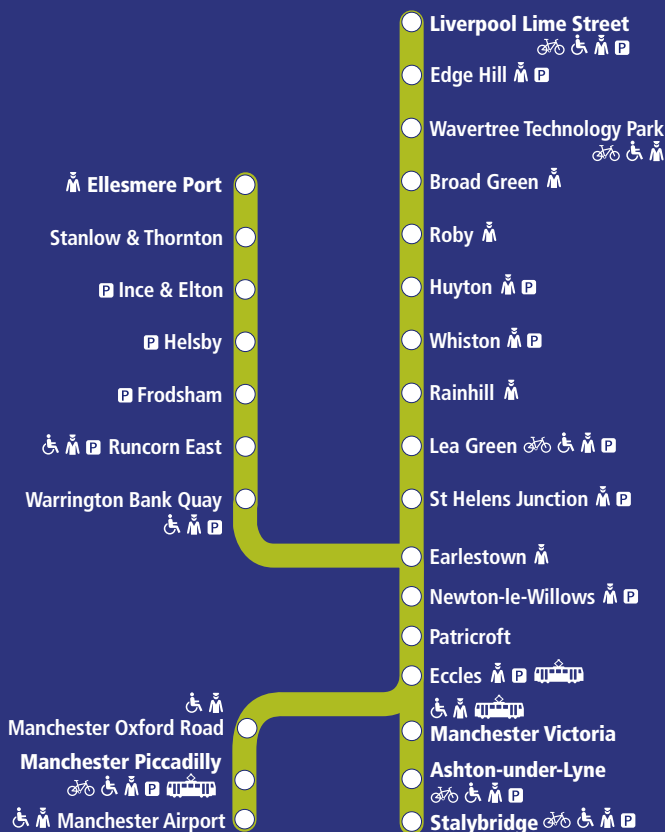 Liverpool Lime Street
P
Edge Hill P
Wavertree Technology Park
Broad Green
Roby
Huyton P
Whiston P
Rainhill
Lea Green P
St Helens Junction P
Earlestown
Newton-le-Willows P
Patricroft
Eccles P
Manchester Victoria
Ashton-under-Lyne
P
Stalybridge P
Ellesmere Port
Stanlow & Thornton
P Ince & Elton
P Helsby
P Frodsham
P Runcorn East
Warrington Bank Quay
P
Manchester Oxford Road
Manchester Piccadilly
P
Manchester Airport